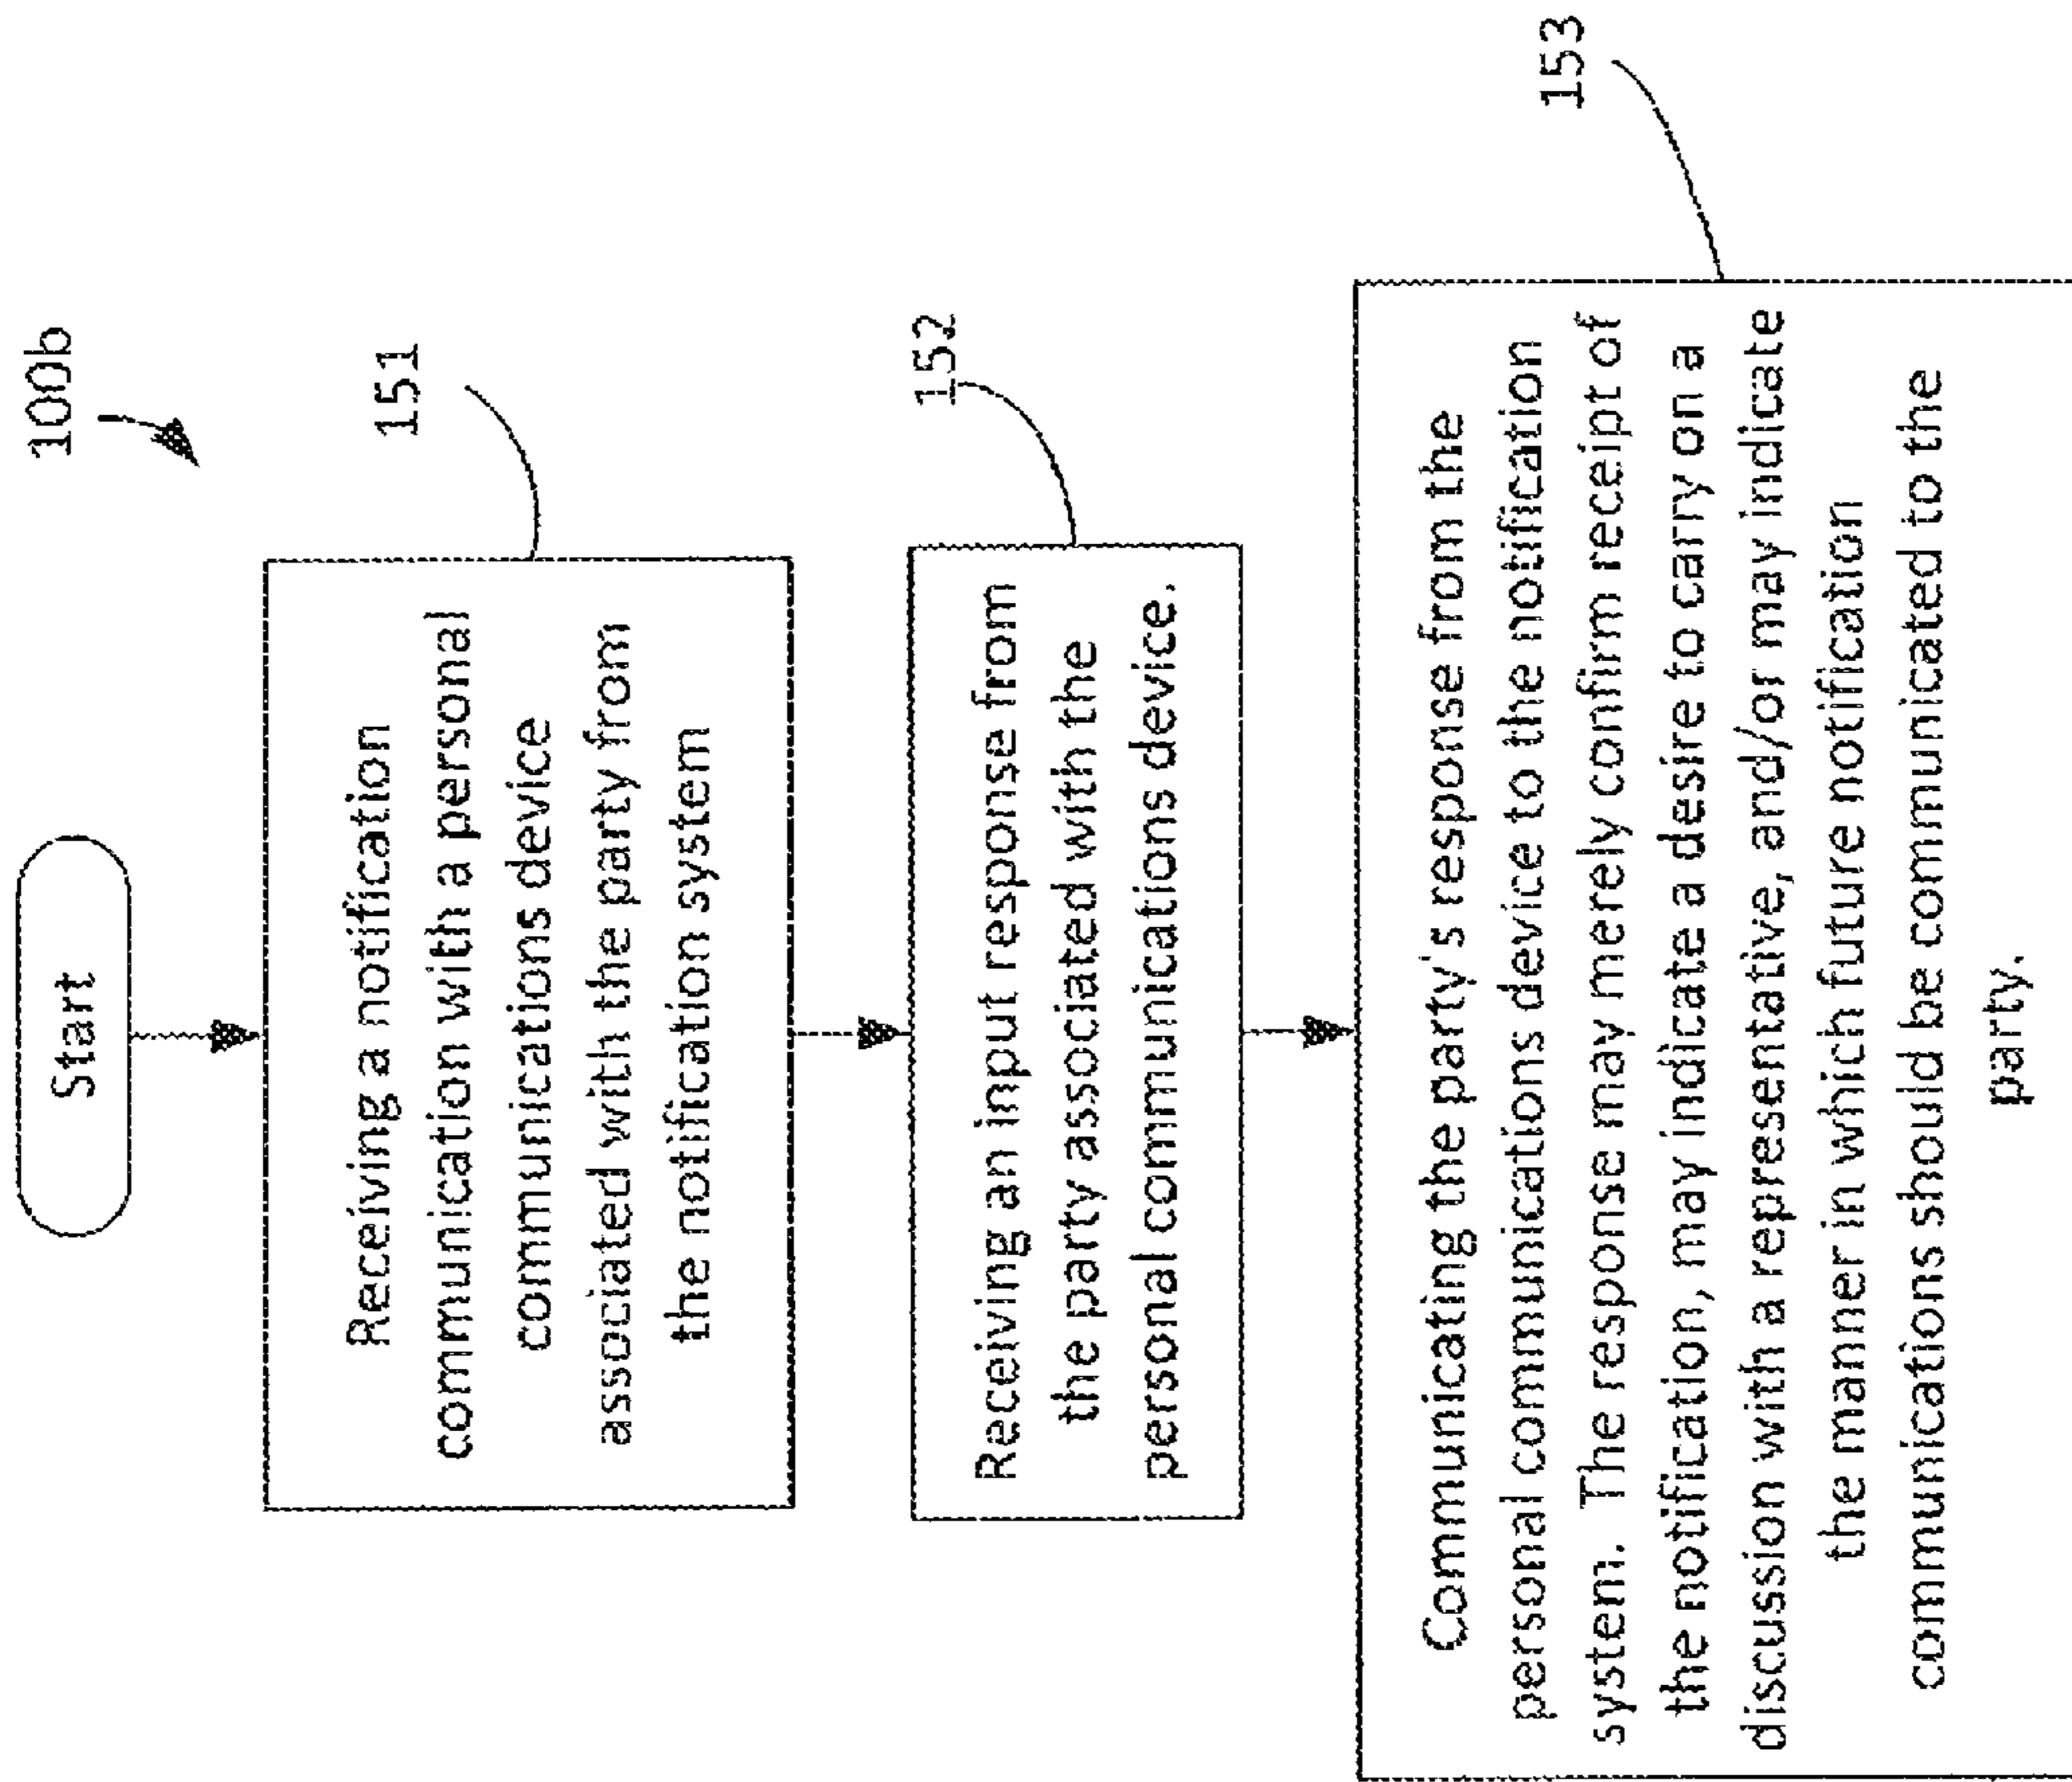 100b
Start
Receiving a notification
communication with a personal
communications device
associated with the party from
the notification system
151
Receiving an input response from
the party associated with the
personal communications device.
152
Communicating the party's response from the
personal communications device to the notification
system. The response may merely confirm receipt of
the notification, may indicate a desire to carry on a
discussion with a representative, and/or may indicate
the manner in which future notification
communications should be communicated to the
party.
153